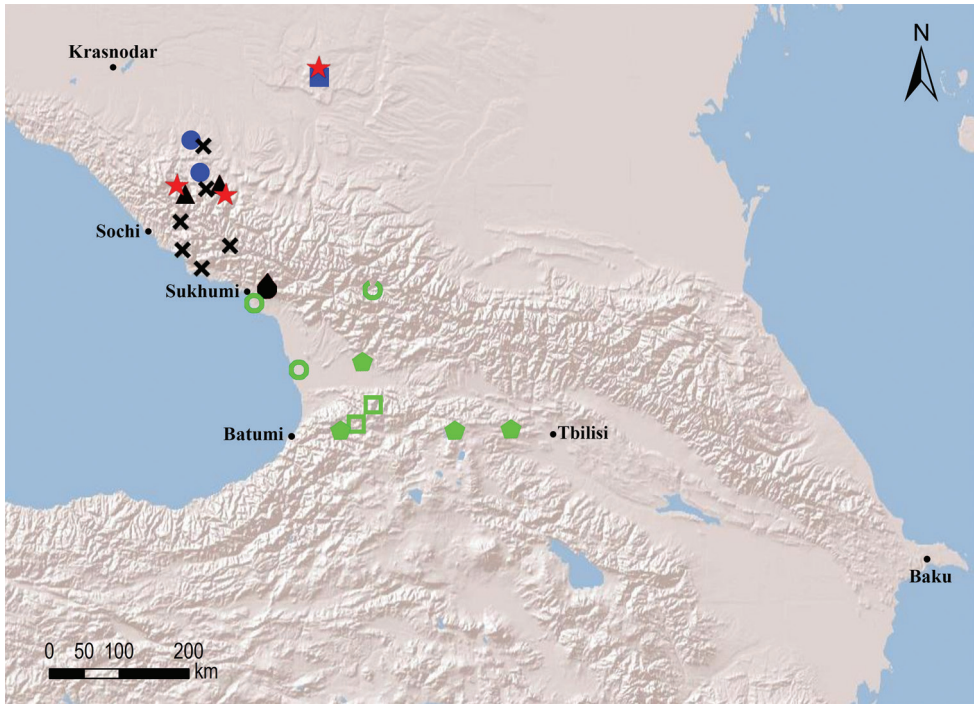 N
Krasnodar
Sochi
Sukhumi
Batumi
Tbilisi
Baku
0 50 100 200
km